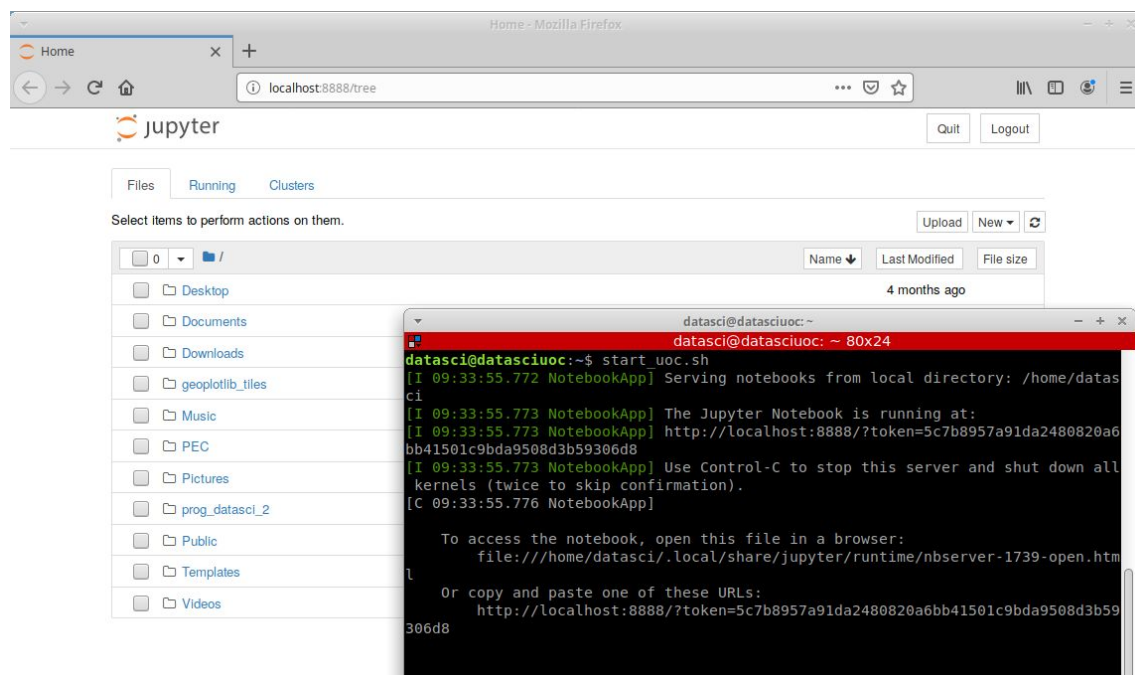 Home - Mozilla Firefox
Home
localhost:8888/tree
jupyter
Quit Logout
Files Running Clusters
Select items to perform actions on them.
Upload New
0 /
Name Last Modified File size
Desktop 4 months ago
Documents
Downloads
geoplotlib_tiles
Music
PEC
Pictures
prog_datasci_2
Public
Templates
Videos
datasci@datasciuoc: ~
datasci@datasciuoc: ~ 80x24
datasci@datasciuoc:~$ start_uoc.sh
[I 09:33:55.772 NotebookApp] Serving notebooks from local directory: /home/datas
ci
[I 09:33:55.773 NotebookApp] The Jupyter Notebook is running at:
[I 09:33:55.773 NotebookApp] http://localhost:8888/?token=5c7b8957a91da2480820a6
bb41501c9bda9508d3b59306d8
[I 09:33:55.773 NotebookApp] Use Control-C to stop this server and shut down all
kernels (twice to skip confirmation).
[C 09:33:55.776 NotebookApp]
To access the notebook, open this file in a browser:
file:///home/datasci/.local/share/jupyter/runtime/nbserver-1739-open.htm
l
Or copy and paste one of these URLs:
http://localhost:8888/?token=5c7b8957a91da2480820a6bb41501c9bda9508d3b59
306d8